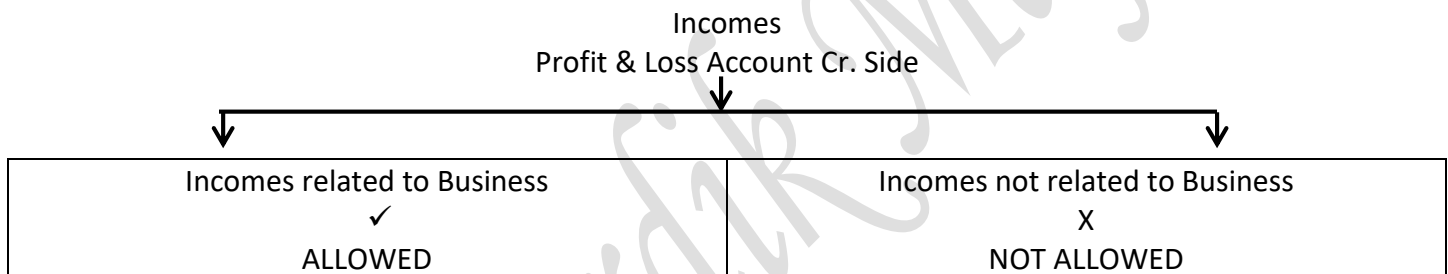 Incomes
Profit & Loss Account Cr. Side
Incomes related to Business
✓
ALLOWED
Incomes not related to Business
X
NOT ALLOWED